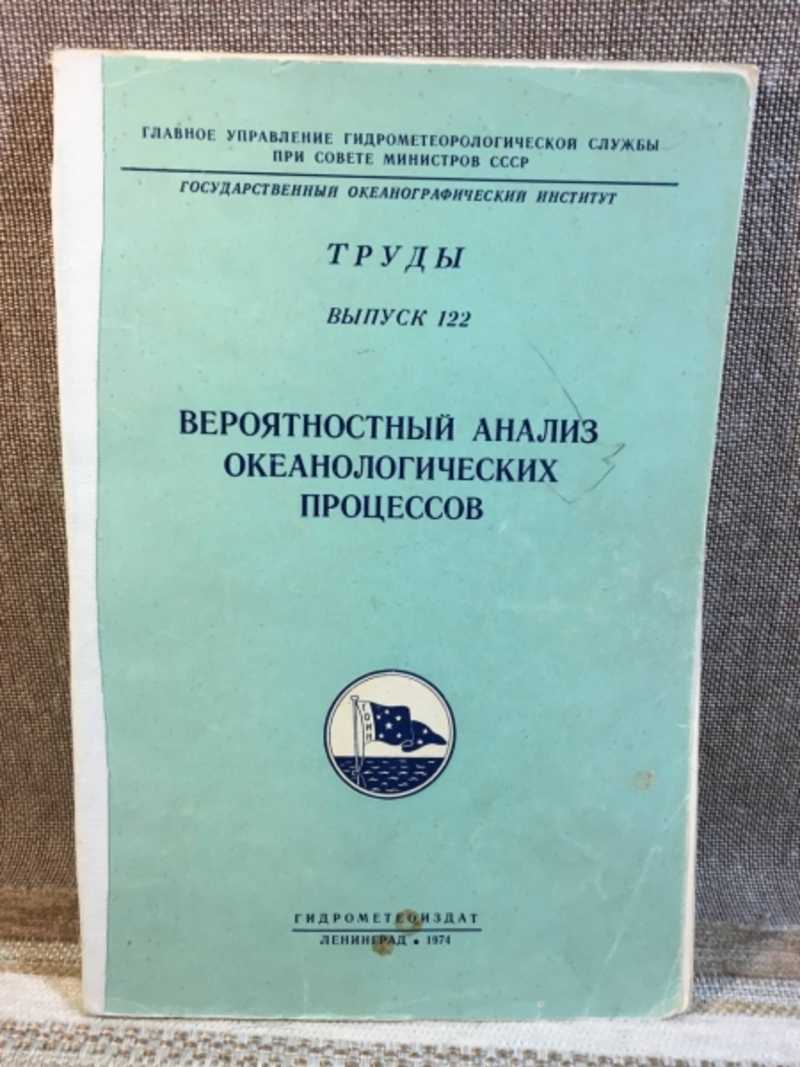 ГЛАВНОЕ УПРАВЛЕНИЕ ГИДРОМЕТЕОРОЛОГИЧЕСКОЙ СЛУЖБЫ
ПРИ СОВЕТЕ МИНИСТРОВ СССР
ГОСУДАРСТВЕННЫЙ ОКЕАНОГРАФИЧЕСКИЙ ИНСТИТУТ
ТРУДЫ
ВЫПУСК 122
ВЕРОЯТНОСТНЫЙ АНАЛИЗ
ОКЕАНОЛОГИЧЕСКИХ
ПРОЦЕССОВ
ГОИН
ГИДРОМЕТЕОИЗДАТ
ЛЕНИНГРАД • 1974